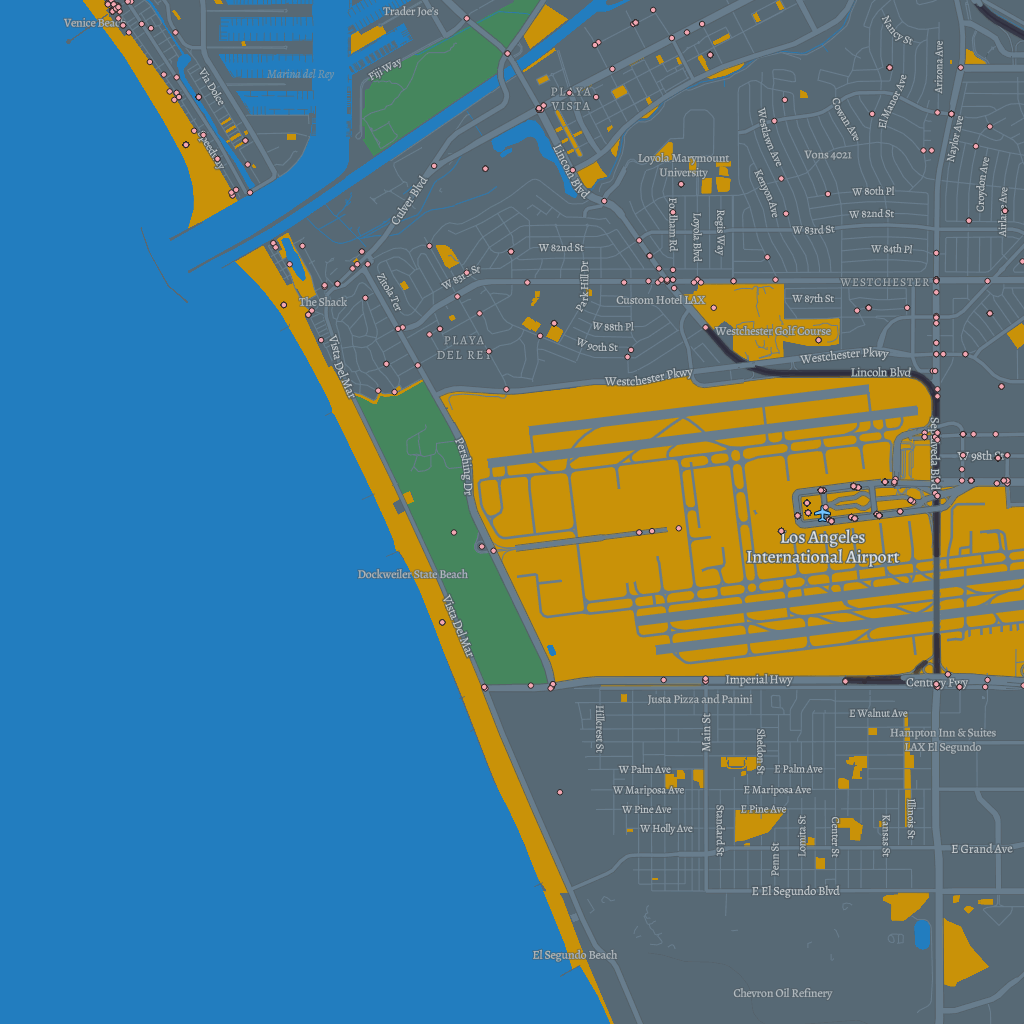 Trader Joe's
Venice Beach
Nancy St
Marina del Rey
Fiji Way
Arizona Ave
Via Dolce
PLAYA
VISTA
El Manor Ave
Cowan Ave
Naylor Ave
Westlawn Ave
Speedway
Lincoln Blvd
Loyola Marymount
University
Vons 4021
Croydon Ave
Kenyon Ave
Culver Blvd
W 80th Pl
Fordham Rd
Loyola Blvd
Regis Way
W 82nd St
W 83rd St
W 82nd St
W 84th Pl
W 83rd St
Park Hill Dr
Zitola Ter
WESTCHESTER
The Shack
Custom Hotel LAX
W 87th St
W 88th Pl
Westchester Golf Course
PLAYA
DEL REY
W 90th St
Westchester Pkwy
Vista Del Mar
Westchester Pkwy
Lincoln Blvd
Sepulveda Blvd
Pershing Dr
W 98th St
Los Angeles
International Airport
Dockweiler State Beach
Vista Del Mar
Imperial Hwy
Century Fwy
Justa Pizza and Panini
E Walnut Ave
Hillcrest St
Main St
Sheldon St
Hampton Inn & Suites
LAX El Segundo
W Palm Ave
E Palm Ave
W Mariposa Ave
E Mariposa Ave
W Pine Ave
E Pine Ave
Illinois St
W Holly Ave
Standard St
Lomita St
Center St
Kansas St
Penn St
E Grand Ave
E El Segundo Blvd
El Segundo Beach
Chevron Oil Refinery